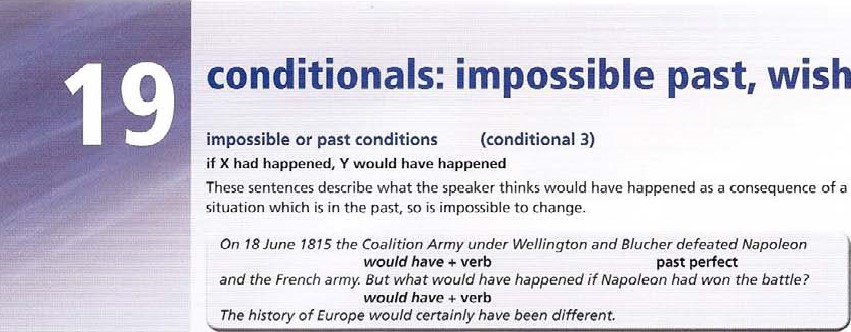 19
conditionals: impossible past, wish
impossible or past conditions (conditional 3)
if X had happened, Y would have happened
These sentences describe what the speaker thinks would have happened as a consequence of a
situation which is in the past, so is impossible to change.
On 18 June 1815 the Coalition Army under Wellington and Blucher defeated Napoleon
would have + verb past perfect
and the French army. But what would have happened if Napoleon had won the battle?
would have + verb
The history of Europe would certainly have been different.